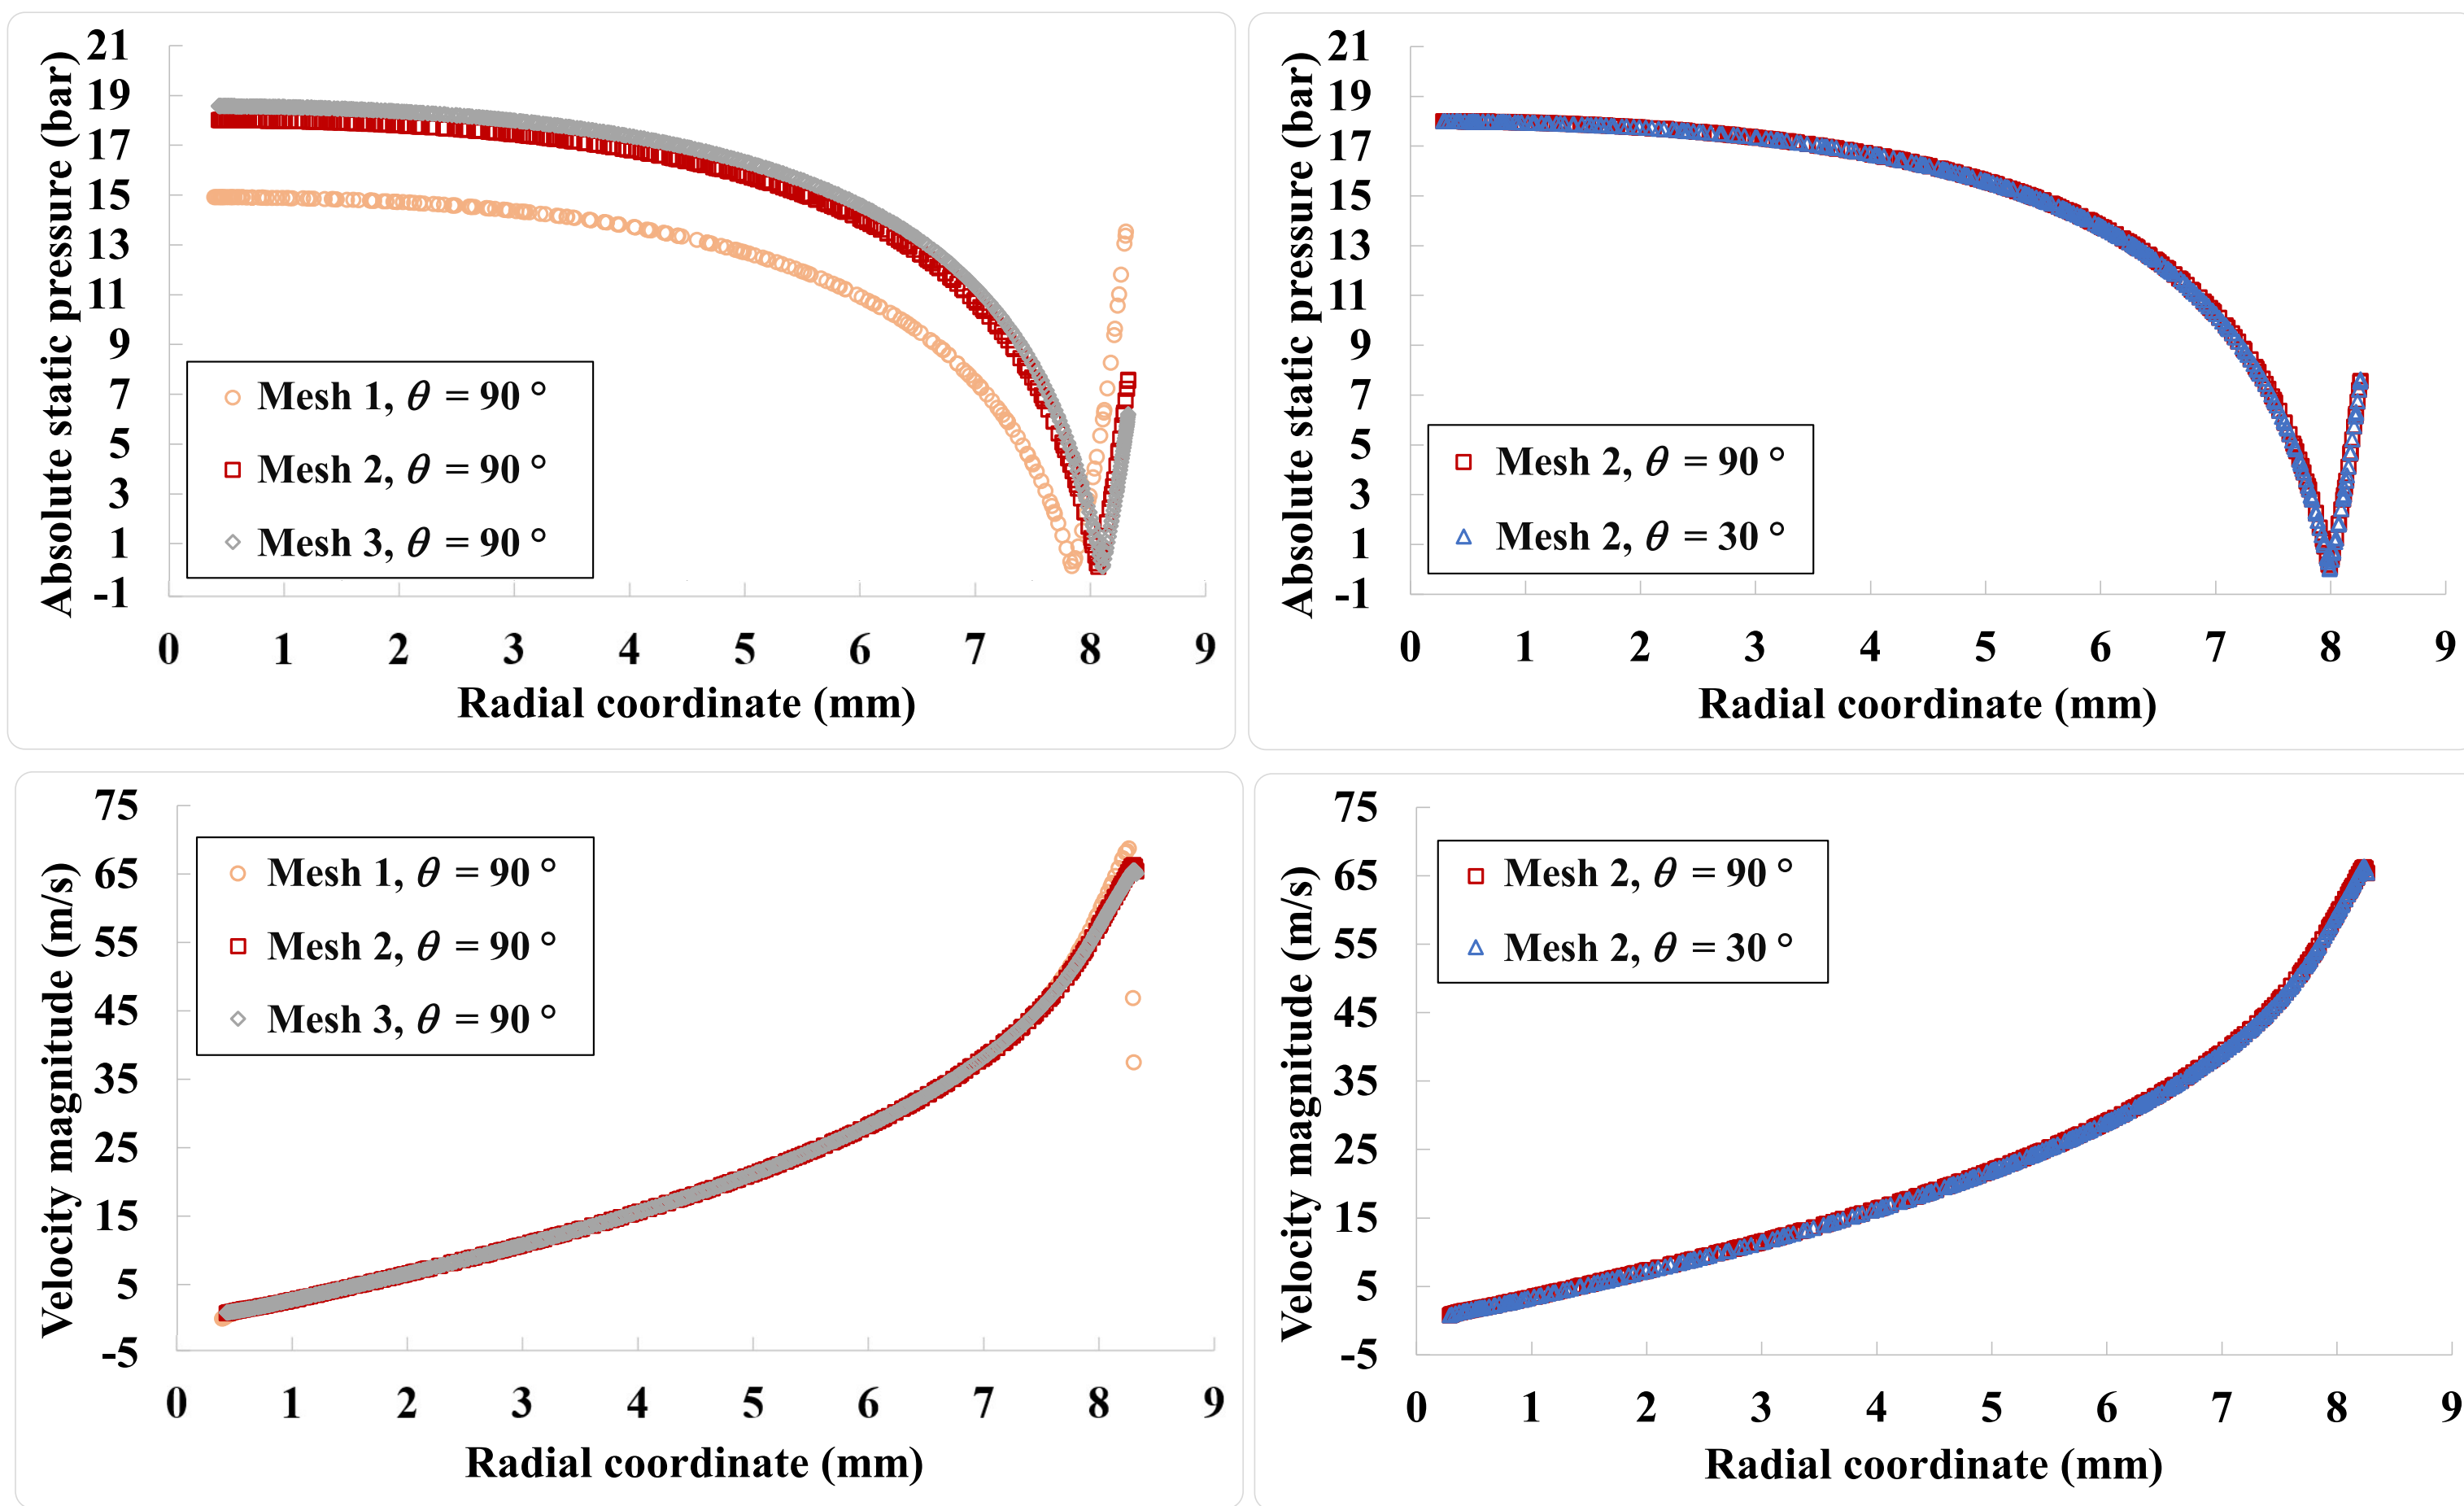 21
19
17
15
13
11
9
7
5
3
1
-1
Absolute static pressure (bar)
Mesh 1, θ = 90 °
Mesh 2, θ = 90 °
Mesh 3, θ = 90 °
0 1 2 3 4 5 6 7 8 9
Radial coordinate (mm)
21
19
17
15
13
11
9
7
5
3
1
-1
Absolute static pressure (bar)
Mesh 2, θ = 90 °
Mesh 2, θ = 30 °
0 1 2 3 4 5 6 7 8 9
Radial coordinate (mm)
75
65
55
45
35
25
15
5
-5
Velocity magnitude (m/s)
Mesh 1, θ = 90 °
Mesh 2, θ = 90 °
Mesh 3, θ = 90 °
0 1 2 3 4 5 6 7 8 9
Radial coordinate (mm)
75
65
55
45
35
25
15
5
-5
Velocity magnitude (m/s)
Mesh 2, θ = 90 °
Mesh 2, θ = 30 °
0 1 2 3 4 5 6 7 8 9
Radial coordinate (mm)